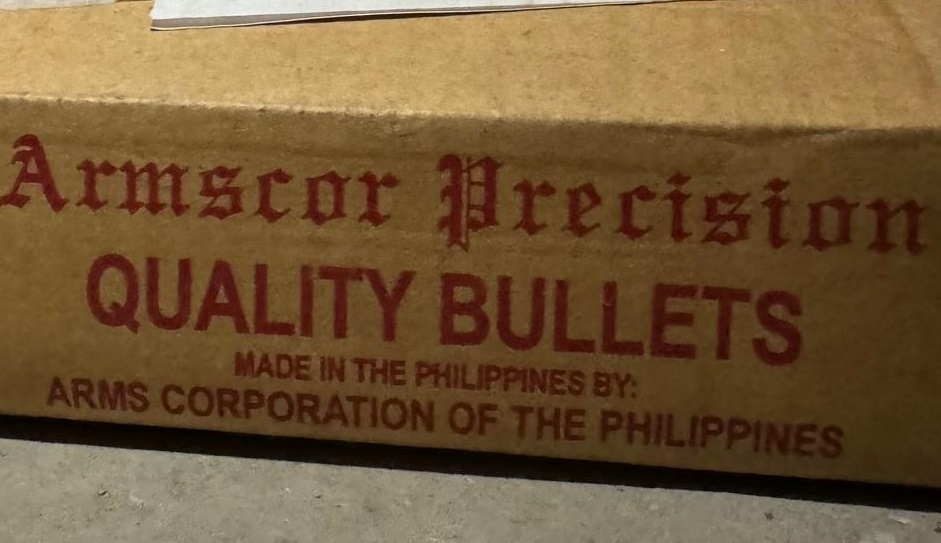 Armscor Precision
QUALITY BULLETS
MADE IN THE PHILIPPINES BY:
ARMS CORPORATION OF THE PHILIPPINES